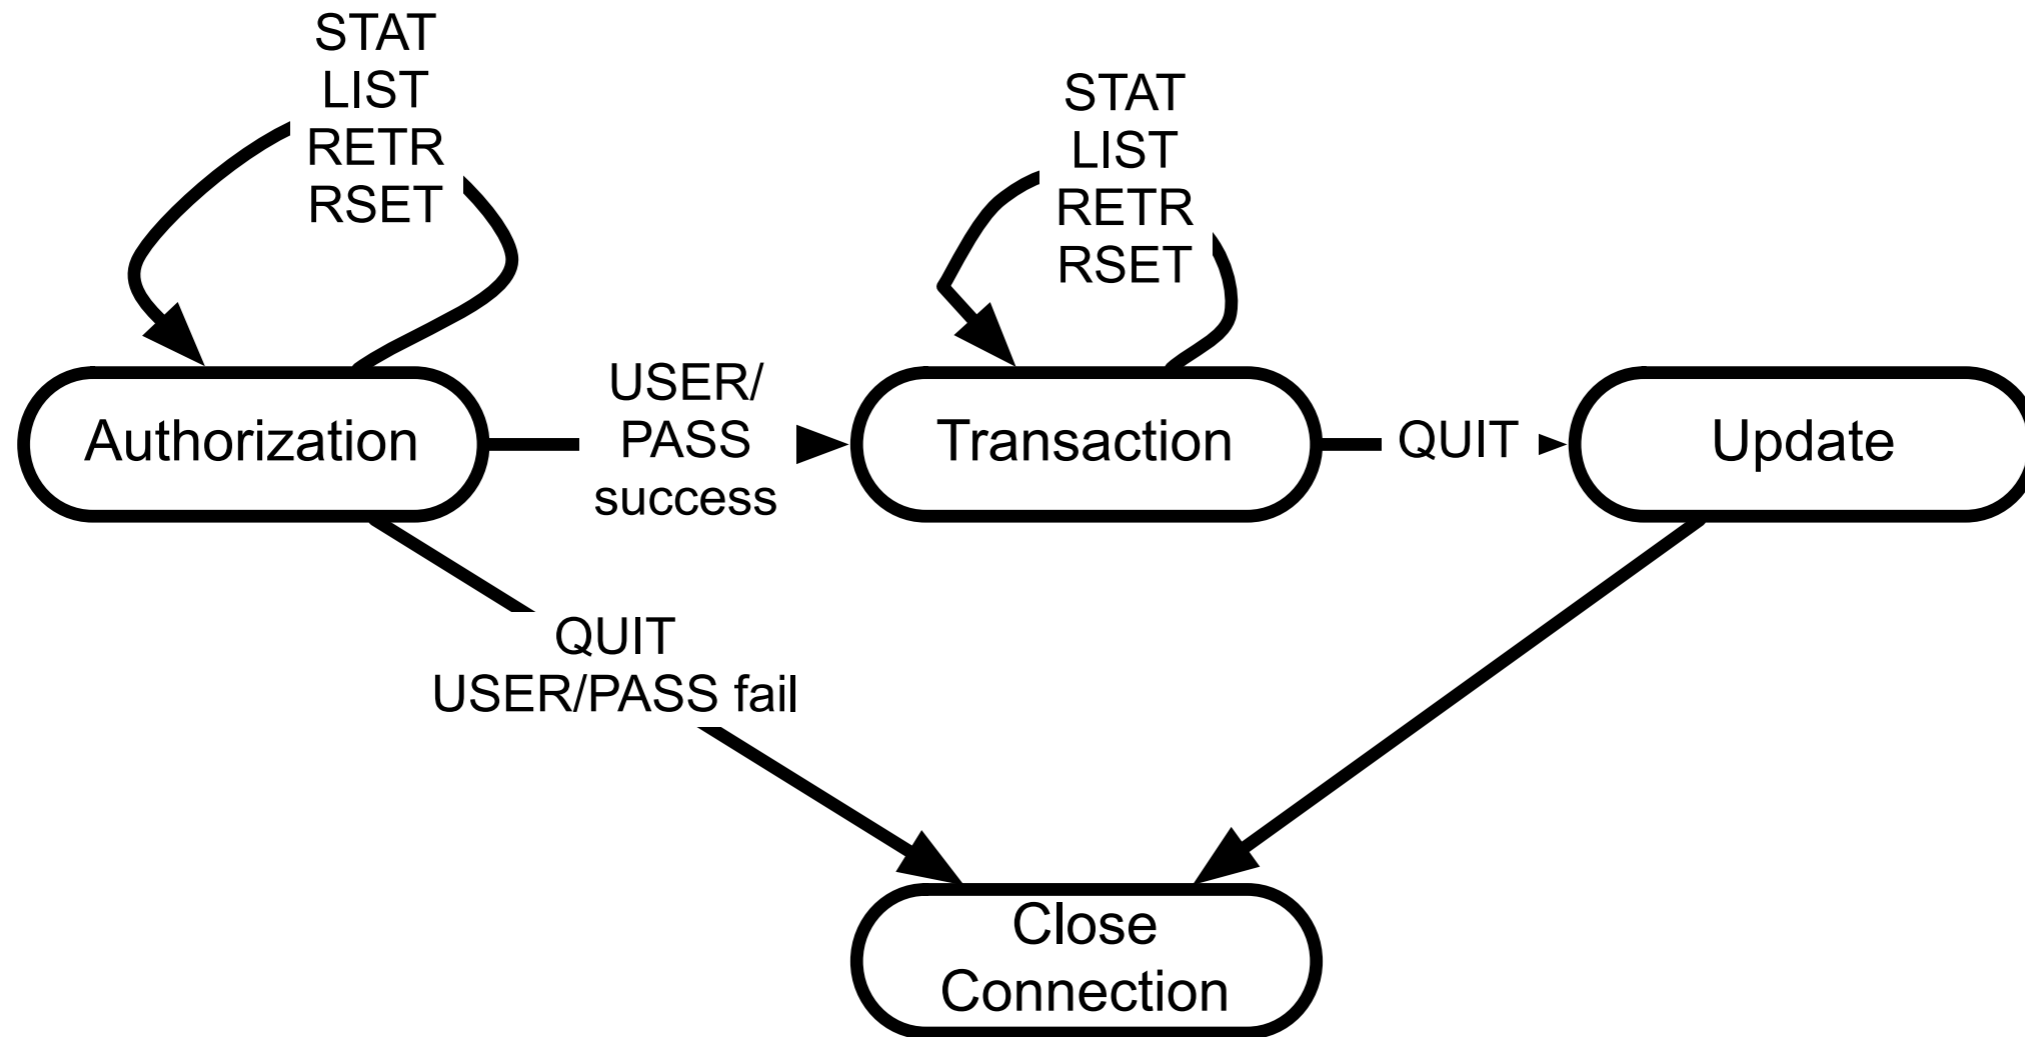 STAT
LIST
RETR
RSET
STAT
LIST
RETR
RSET
Authorization
USER/
PASS
success
Transaction
QUIT
Update
QUIT
USER/PASS fail
Close
Connection